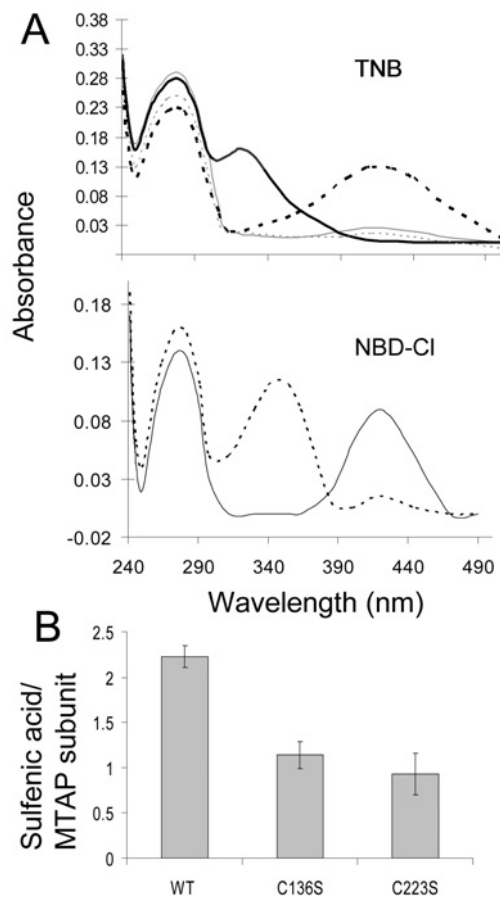 A
TNB
0.38
0.33
0.28
0.23
0.18
0.13
0.08
0.03
Absorbance
NBD-Cl
0.18
0.13
0.08
0.03
-0.02
240 290 340 390 440 490
Wavelength (nm)
B
Sulfenic acid/
MTAP subunit
2.5
2
1.5
1
0.5
0
WT C136S C223S